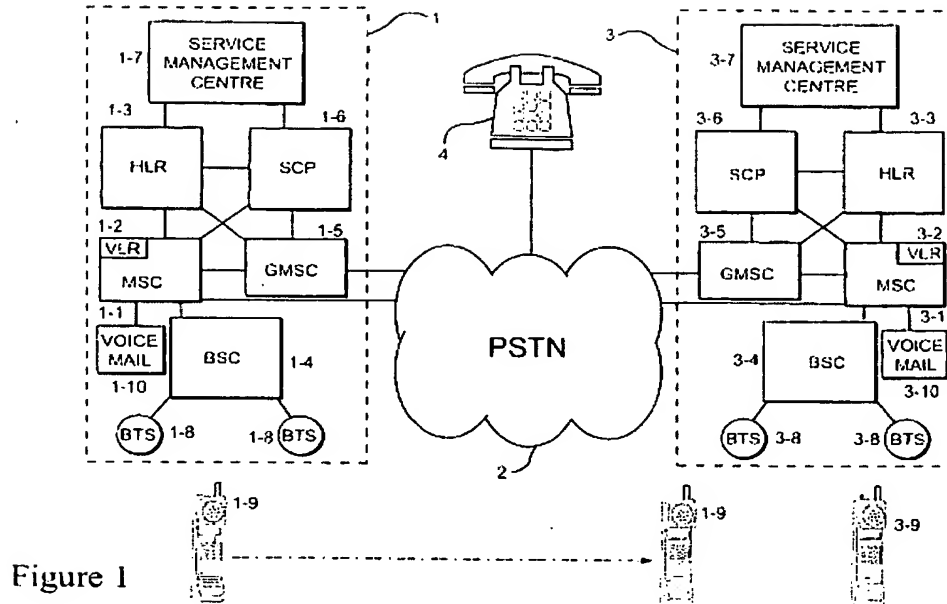 1
1-7
SERVICE
MANAGEMENT
CENTRE
1-3
1-6
HLR
SCP
1-2
1-5
VLR
MSC
GMSC
1-1
VOICE
MAIL
BSC
1-4
1-10
BTS
1-8
1-8
BTS
4
PSTN
2
3
3-7
SERVICE
MANAGEMENT
CENTRE
3-6
3-3
SCP
HLR
3-5
3-2
VLR
GMSC
MSC
3-1
3-4
BSC
VOICE
MAIL
3-10
BTS
3-8
3-8
BTS
1-9
1-9
3-9
Figure 1